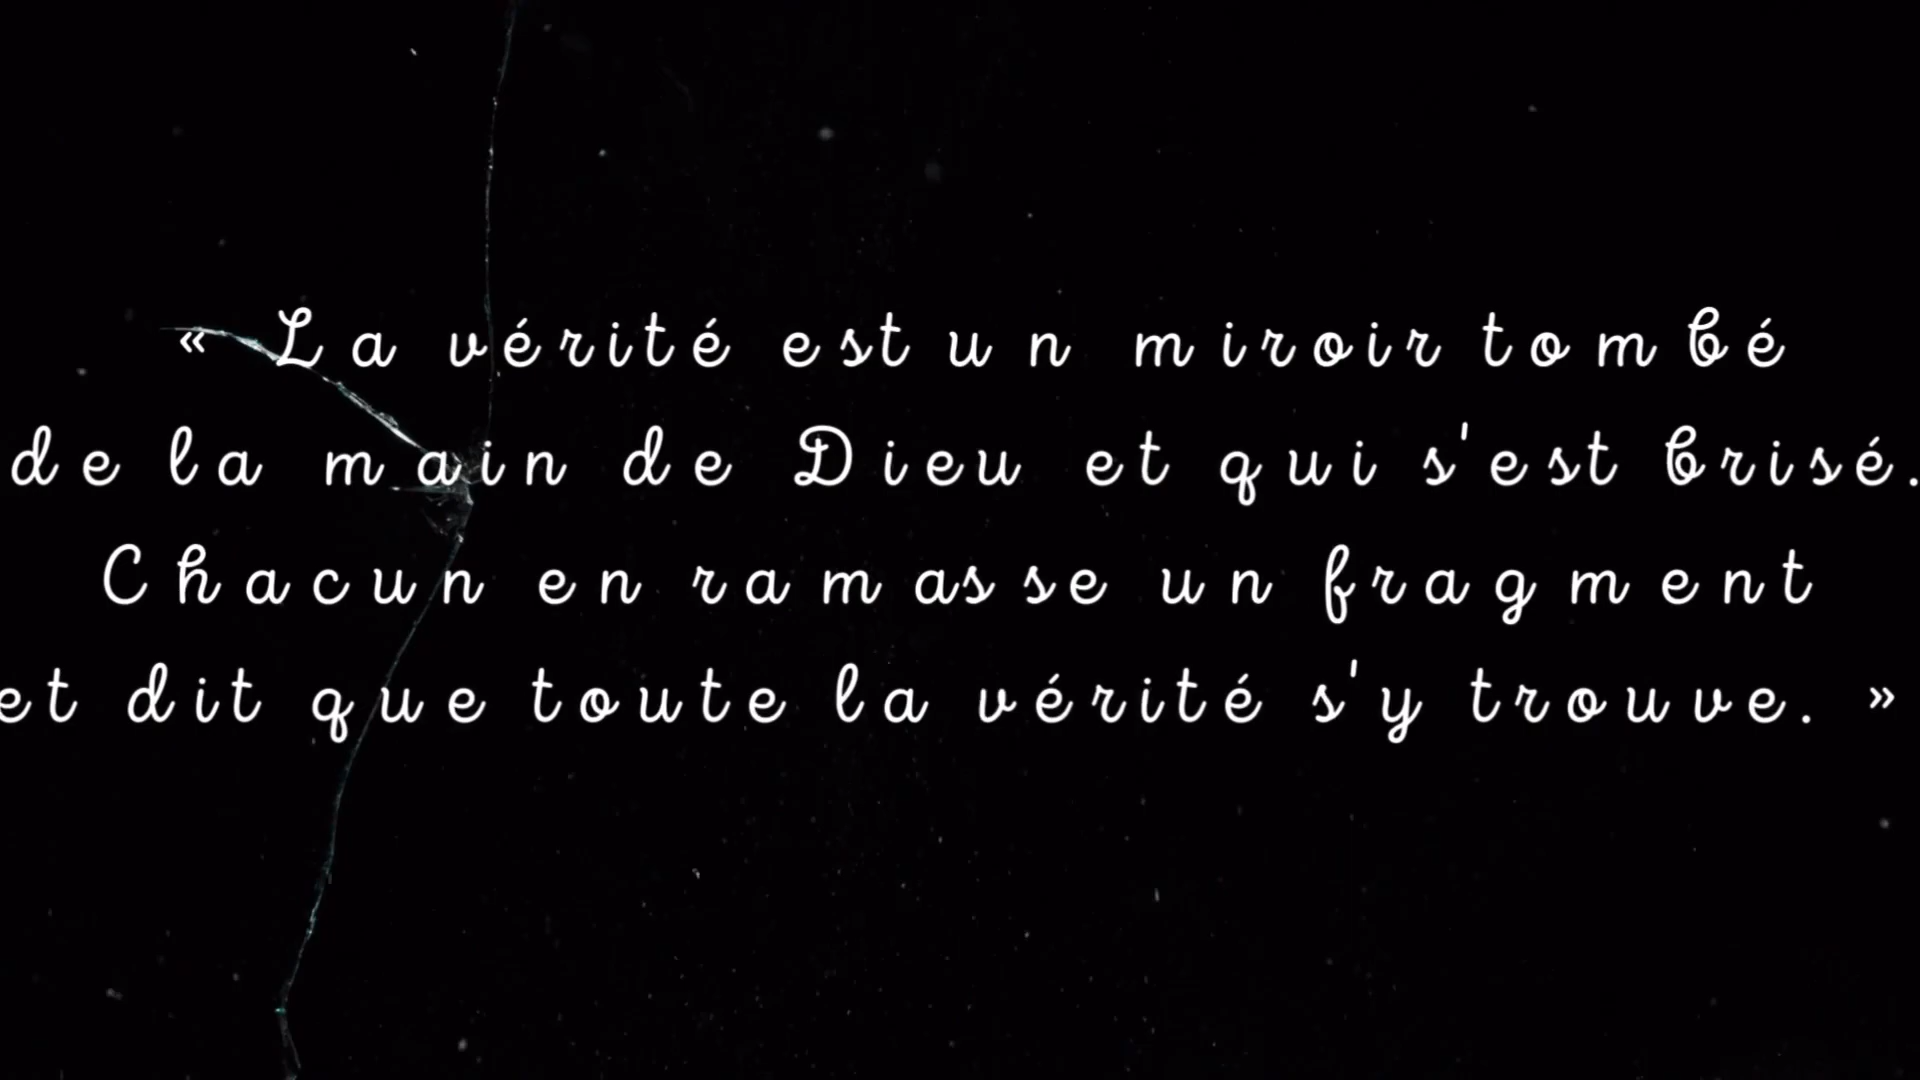 « La vérité est un miroir tombé
de la main de Dieu et qui s'est brisé.
Chacun en ramasse un fragment
et dit que toute la vérité s'y trouve. »